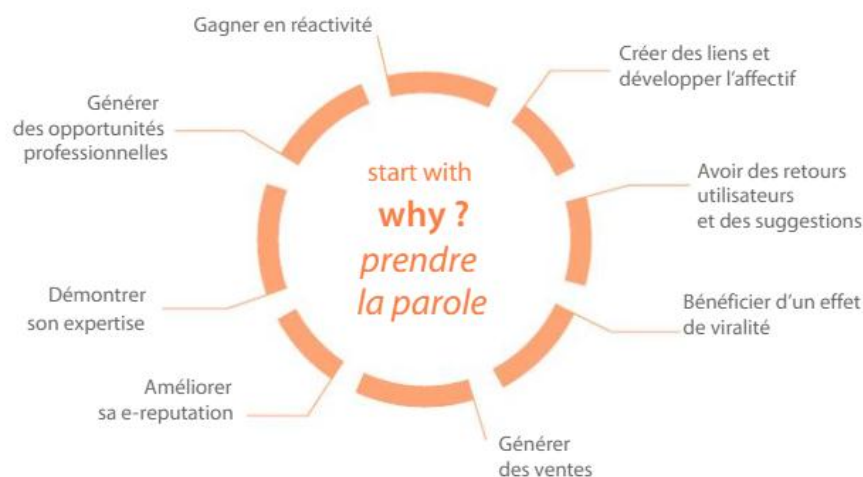 Gagner en réactivité
Créer des liens et
développer l'affectif
Avoir des retours
utilisateurs
et des suggestions
Bénéficier d'un effet
de viralité
Générer
des ventes
Améliorer
sa e-reputation
Démontrer
son expertise
Générer
des opportunités
professionnelles
start with
why ?
prendre
la parole